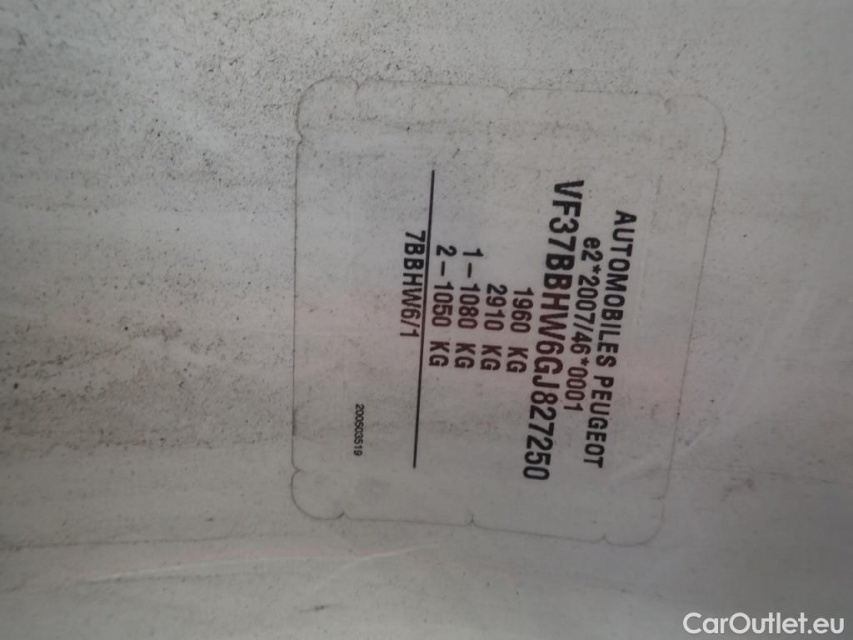 AUTOMOBILES PEUGEOT
e2*2007/46*0001
VF37BBHW6GJ827250
1960 KG
2910 KG
1-1080 KG
2-1050 KG
7BBHW6/1
200503519
CarOutlet.eu